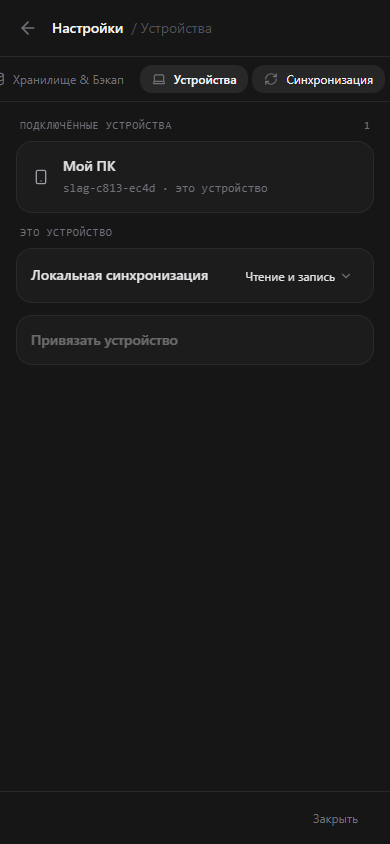 Настройки / Устройства
Хранилище & Бэкап Устройства Синхронизация
ПОДКЛЮЧЁННЫЕ УСТРОЙСТВА 1
Мой ПК
slag-c813-ec4d · это устройство
ЭТО УСТРОЙСТВО
Локальная синхронизация Чтение и запись
Привязать устройство
Закрыть